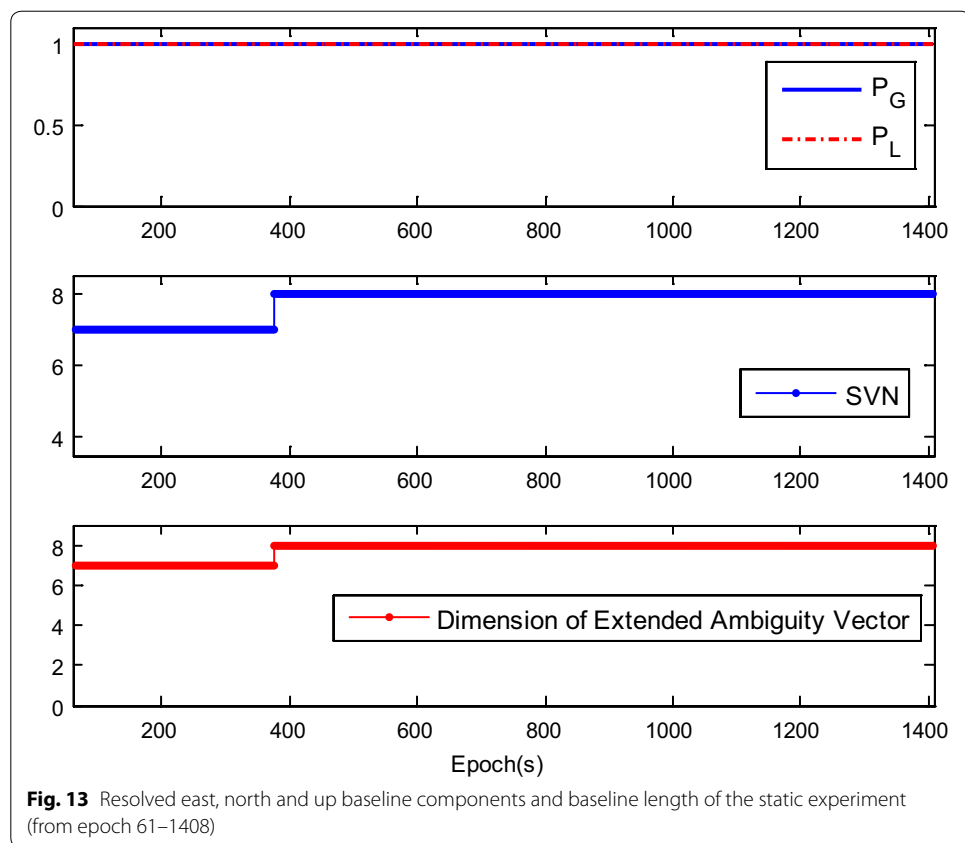 1
0.5
0
P_G
P_L
200 400 600 800 1000 1200 1400
8
6
4
SVN
200 400 600 800 1000 1200 1400
8
6
4
2
0
Dimension of Extended Ambiguity Vector
200 400 600 800 1000 1200 1400
Epoch(s)
Fig. 13 Resolved east, north and up baseline components and baseline length of the static experiment
(from epoch 61–1408)